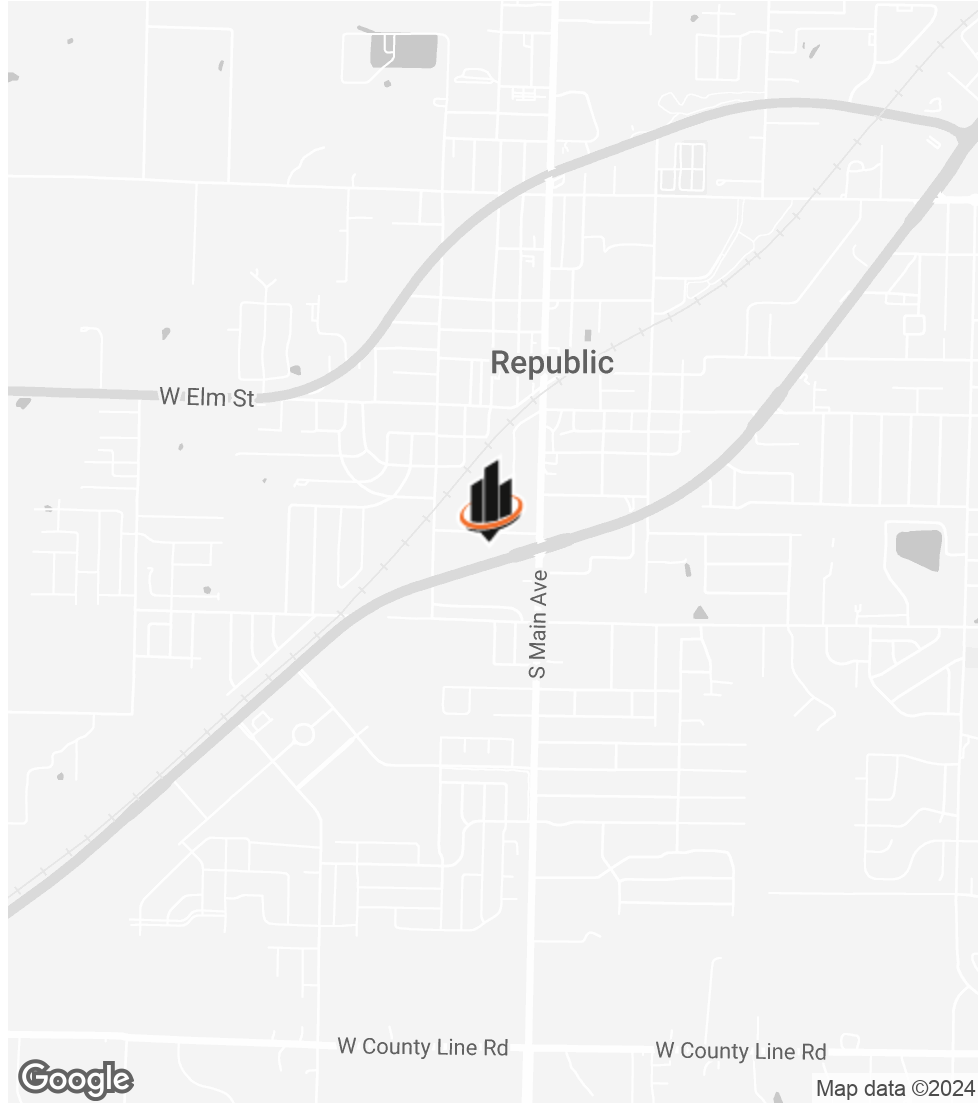 Republic
W Elm St
S Main Ave
W County Line Rd
W County Line Rd
Google
Map data ©2024